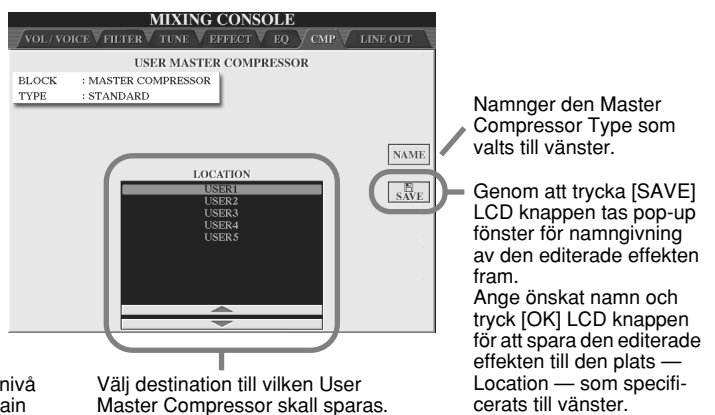 MIXING CONSOLE
VOL / VOICE FILTER TUNE EFFECT EQ CMP LINE OUT
USER MASTER COMPRESSOR
BLOCK : MASTER COMPRESSOR
TYPE : STANDARD
NAME
LOCATION
USER1
USER2
USER3
USER4
USER5
SAVE
Namnger den Master
Compressor Type som
valts till vänster.
Genom att trycka [SAVE]
LCD knappen tas pop-up
fönster för namngivning
av den editerade effekten
fram.
Ange önskat namn och
tryck [OK] LCD knappen
för att spara den editerade
effekten till den plats —
Location — som specifi-
cerats till vänster.
nivå
ain
Välj destination till vilken User
Master Compressor skall sparas.